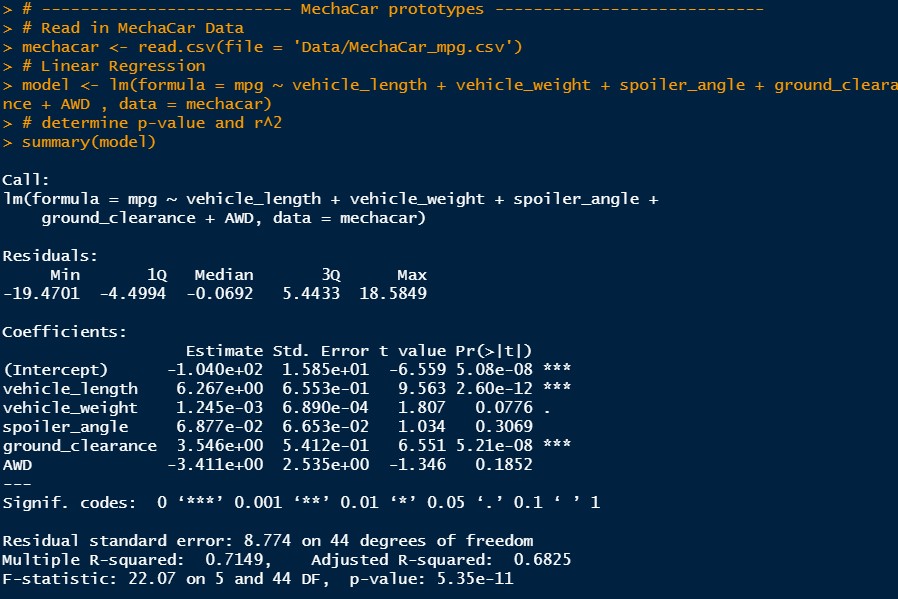 > # -------------------------- MechaCar prototypes ----------------------------
> # Read in MechaCar Data
> mechacar <- read.csv(file = 'Data/MechaCar_mpg.csv')
> # Linear Regression
> model <- lm(formula = mpg ~ vehicle_length + vehicle_weight + spoiler_angle + ground_cleara
nce + AWD , data = mechacar)
> # determine p-value and r^2
> summary(model)
Call:
lm(formula = mpg ~ vehicle_length + vehicle_weight + spoiler_angle +
    ground_clearance + AWD, data = mechacar)
Residuals:
     Min       1Q   Median       3Q      Max
-19.4701  -4.4994  -0.0692   5.4433  18.5849
Coefficients:
                   Estimate Std. Error t value Pr(>|t|)
(Intercept)      -1.040e+02  1.585e+01  -6.559 5.08e-08 ***
vehicle_length    6.267e+00  6.553e-01   9.563 2.60e-12 ***
vehicle_weight    1.245e-03  6.890e-04   1.807   0.0776 .
spoiler_angle     6.877e-02  6.653e-02   1.034   0.3069
ground_clearance  3.546e+00  5.412e-01   6.551 5.21e-08 ***
AWD              -3.411e+00  2.535e+00  -1.346   0.1852
---
Signif. codes:  0 ‘***’ 0.001 ‘**’ 0.01 ‘*’ 0.05 ‘.’ 0.1 ‘ ’ 1
Residual standard error: 8.774 on 44 degrees of freedom
Multiple R-squared:  0.7149,    Adjusted R-squared:  0.6825
F-statistic: 22.07 on 5 and 44 DF,  p-value: 5.35e-11